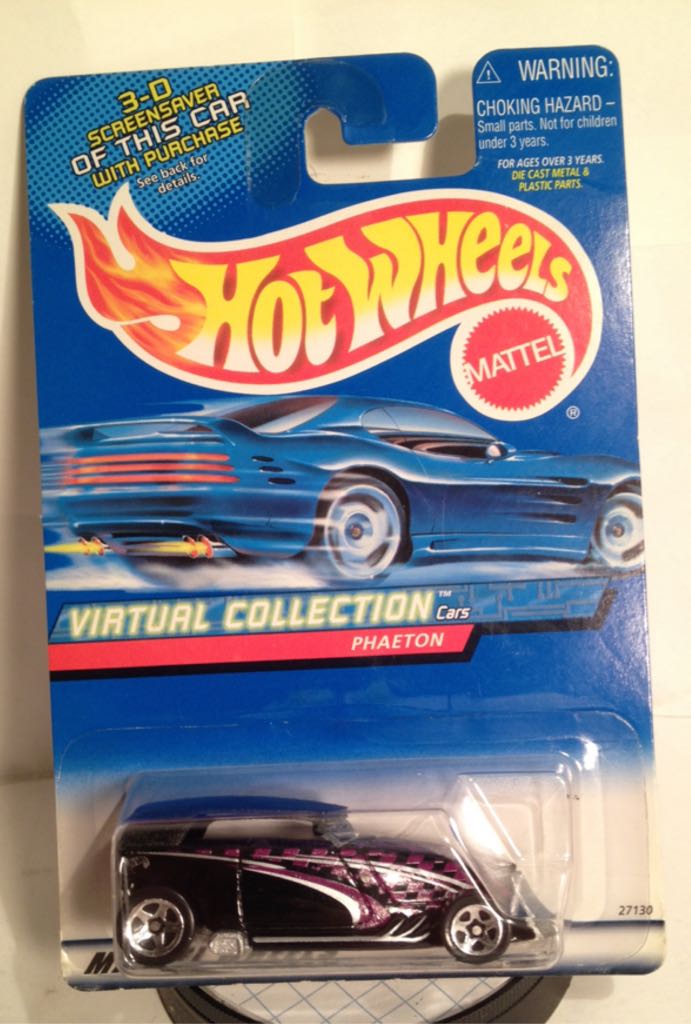 3-D
SCREENSAVER
OF THIS CAR
WITH PURCHASE
See back for
details.
WARNING:
CHOKING HAZARD –
Small parts. Not for children
under 3 years.
FOR AGES OVER 3 YEARS.
DIE CAST METAL &
PLASTIC PARTS.
HOT WHEELS
MATTEL
®
VIRTUAL COLLECTION™ Cars
PHAETON
27130